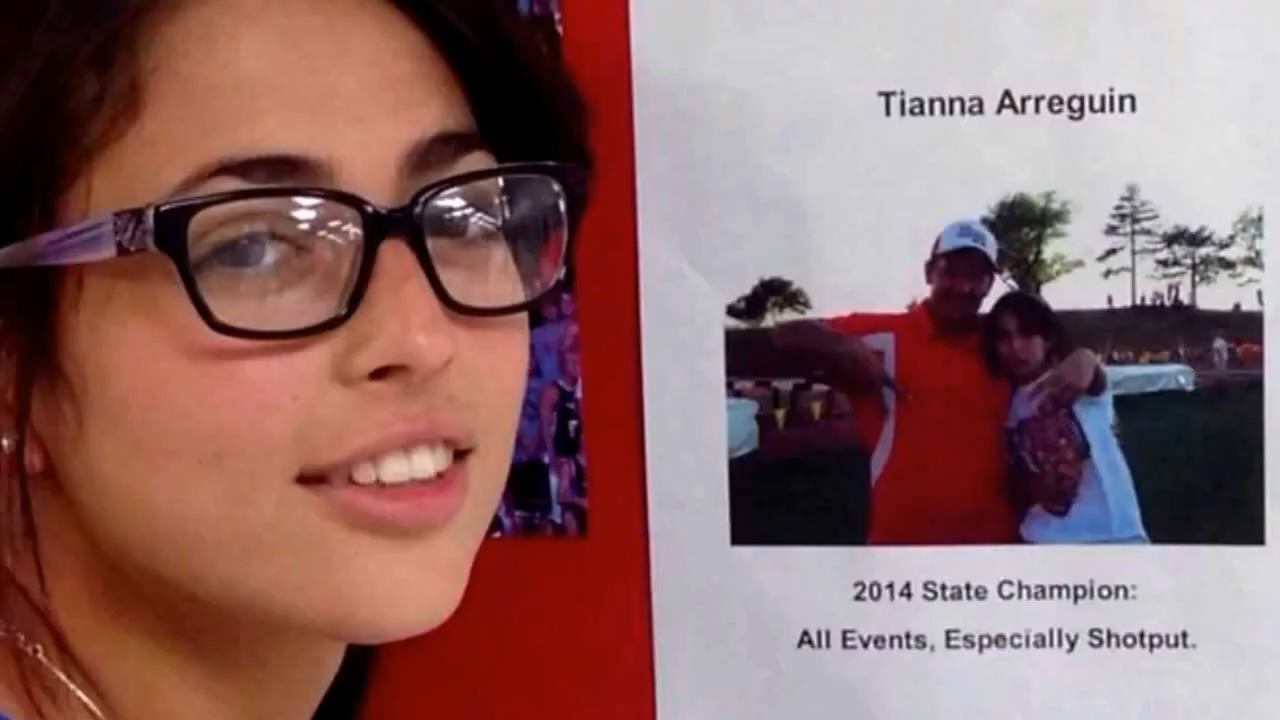 Tianna Arreguin
2014 State Champion:
All Events, Especially Shotput.